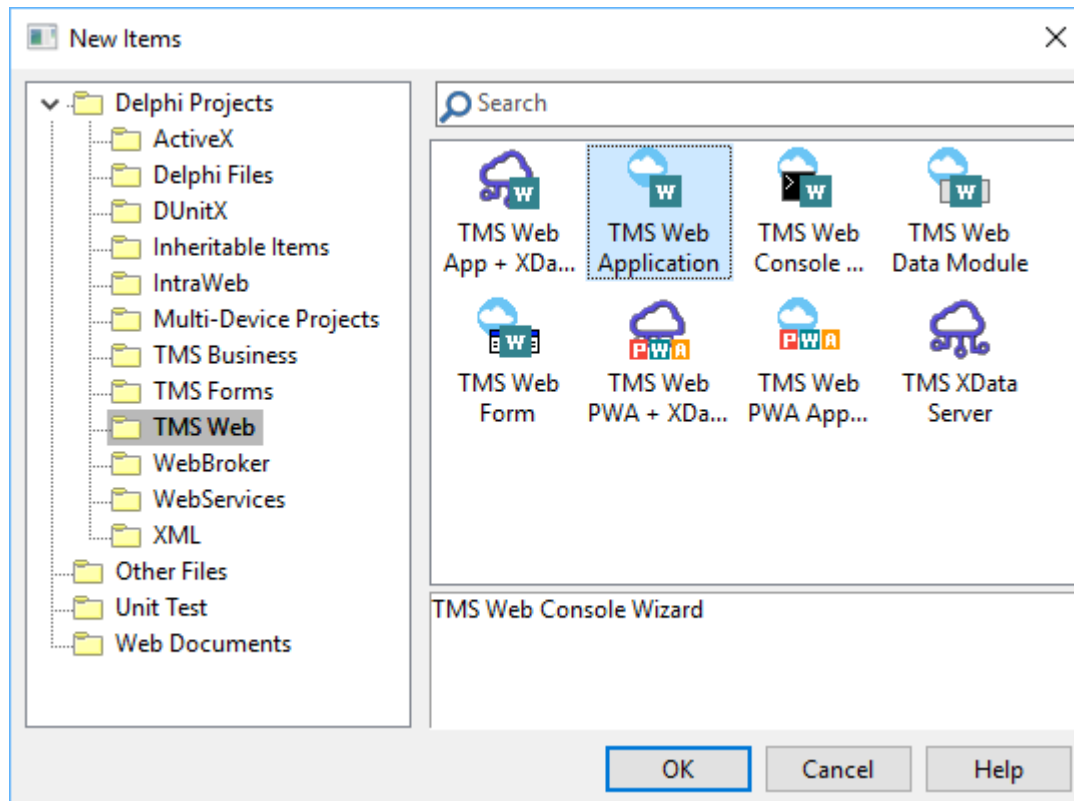 New Items
Delphi Projects
ActiveX
Delphi Files
DUnitX
Inheritable Items
IntraWeb
Multi-Device Projects
TMS Business
TMS Forms
TMS Web
WebBroker
WebServices
XML
Other Files
Unit Test
Web Documents
Search
W
W
W
W
TMS Web
App + XDa...
TMS Web
Application
TMS Web
Console ...
TMS Web
Data Module
W
PWA
PWA
TMS Web
Form
TMS Web
PWA + XDa...
TMS Web
PWA App...
TMS XData
Server
TMS Web Console Wizard
OK
Cancel
Help